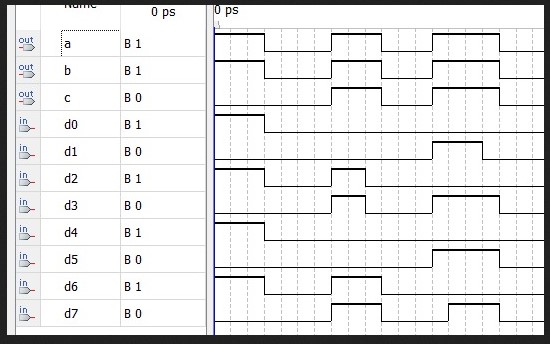 Name 0 ps 0 ps
out a B 1
out b B 1
out c B 0
in d0 B 1
in d1 B 0
in d2 B 1
in d3 B 0
in d4 B 1
in d5 B 0
in d6 B 1
in d7 B 0